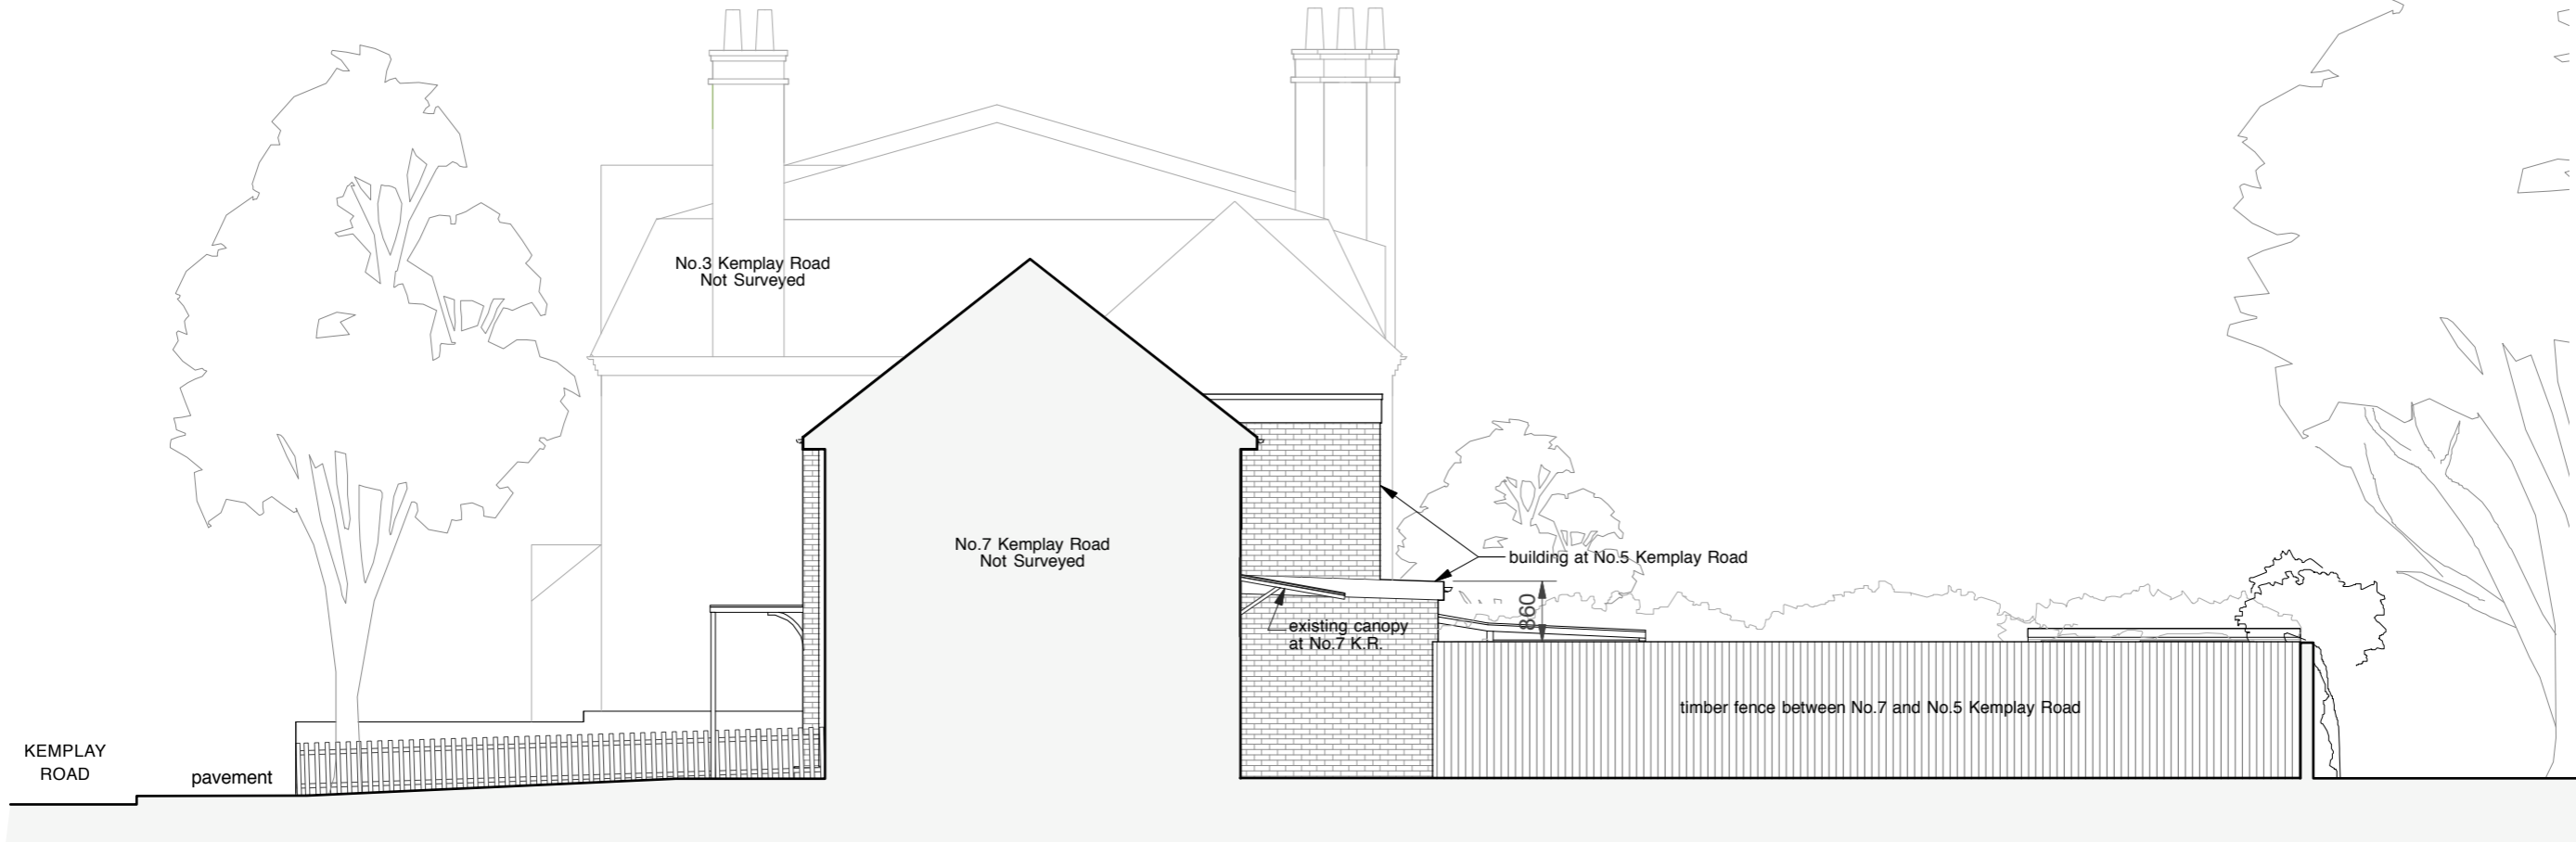 No.3 Kemplay Road
Not Surveyed
No.7 Kemplay Road
Not Surveyed
building at No.5 Kemplay Road
860
existing canopy
at No.7 K.R.
timber fence between No.7 and No.5 Kemplay Road
KEMPLAY
ROAD
pavement